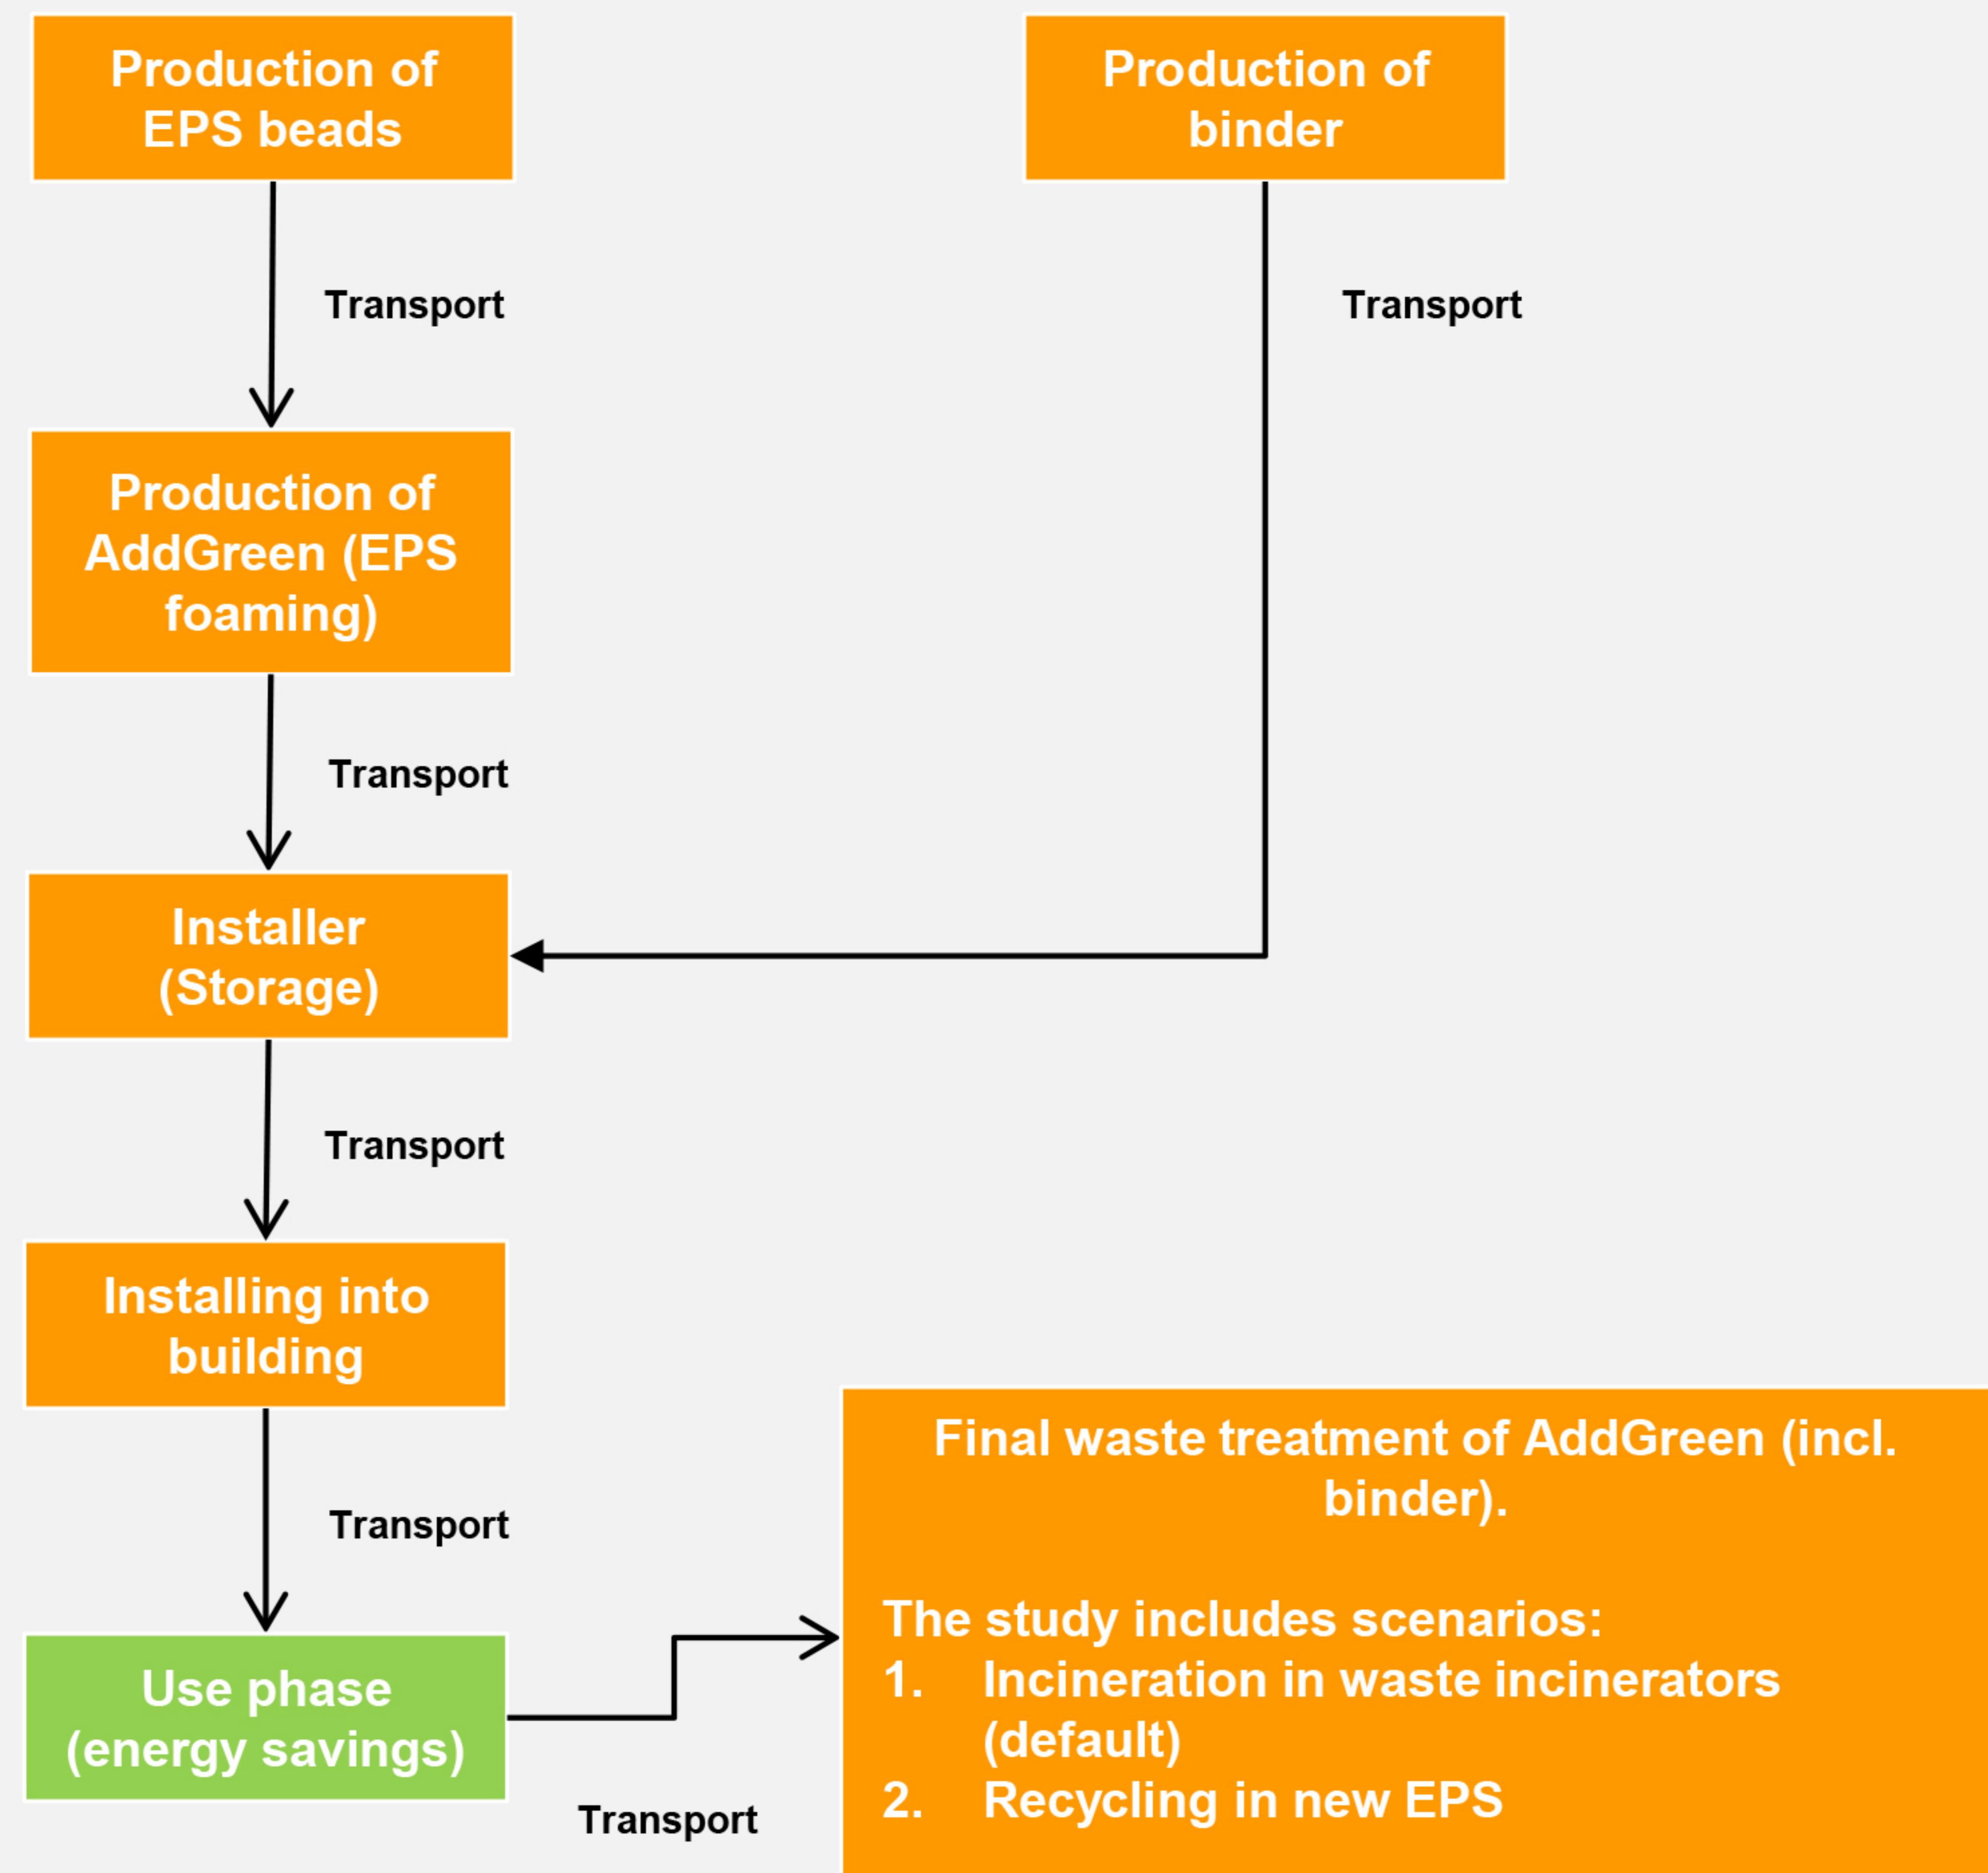 Production of
EPS beads
Production of
binder
Transport
Transport
Production of
AddGreen (EPS
foaming)
Transport
Installer
(Storage)
Transport
Installing into
building
Transport
Use phase
(energy savings)
Transport
Final waste treatment of AddGreen (incl.
binder).
The study includes scenarios:
1. Incineration in waste incinerators
(default)
2. Recycling in new EPS